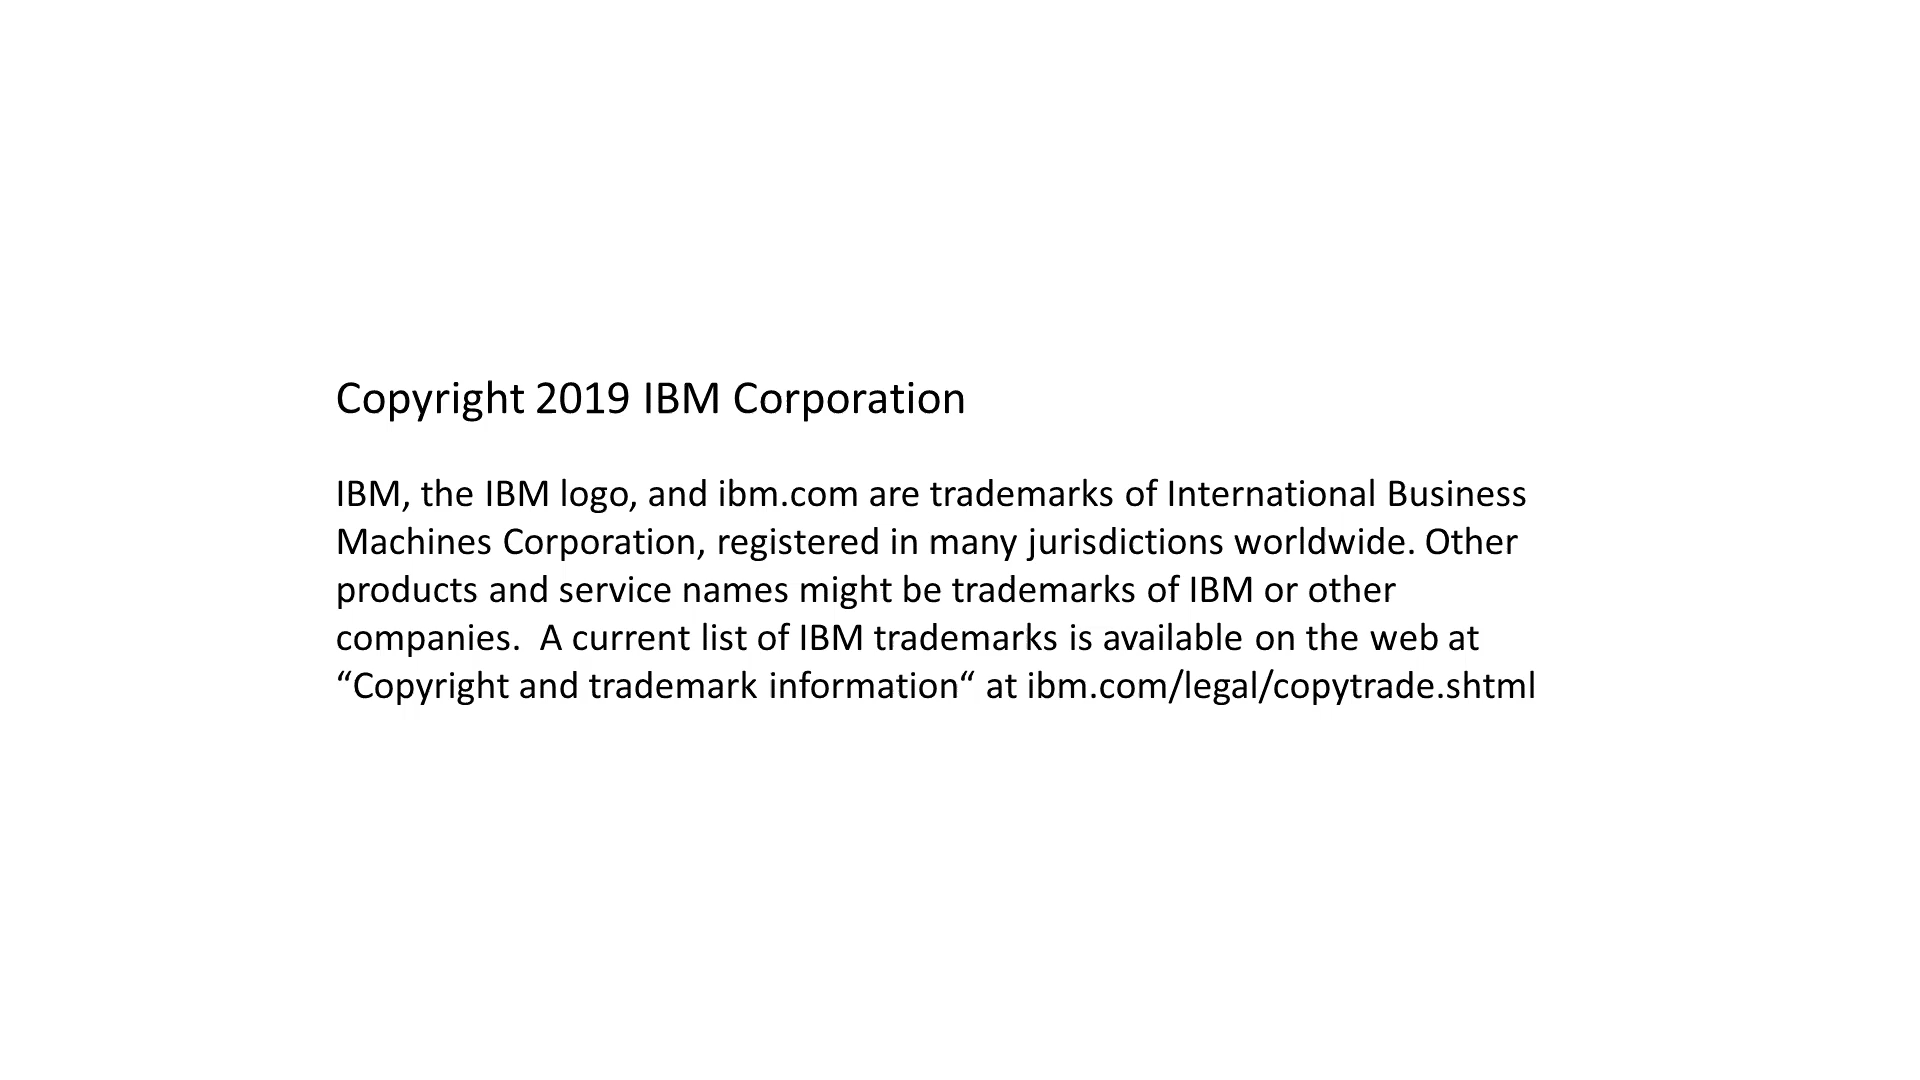 Copyright 2019 IBM Corporation
IBM, the IBM logo, and ibm.com are trademarks of International Business
Machines Corporation, registered in many jurisdictions worldwide. Other
products and service names might be trademarks of IBM or other
companies.  A current list of IBM trademarks is available on the web at
“Copyright and trademark information“ at ibm.com/legal/copytrade.shtml